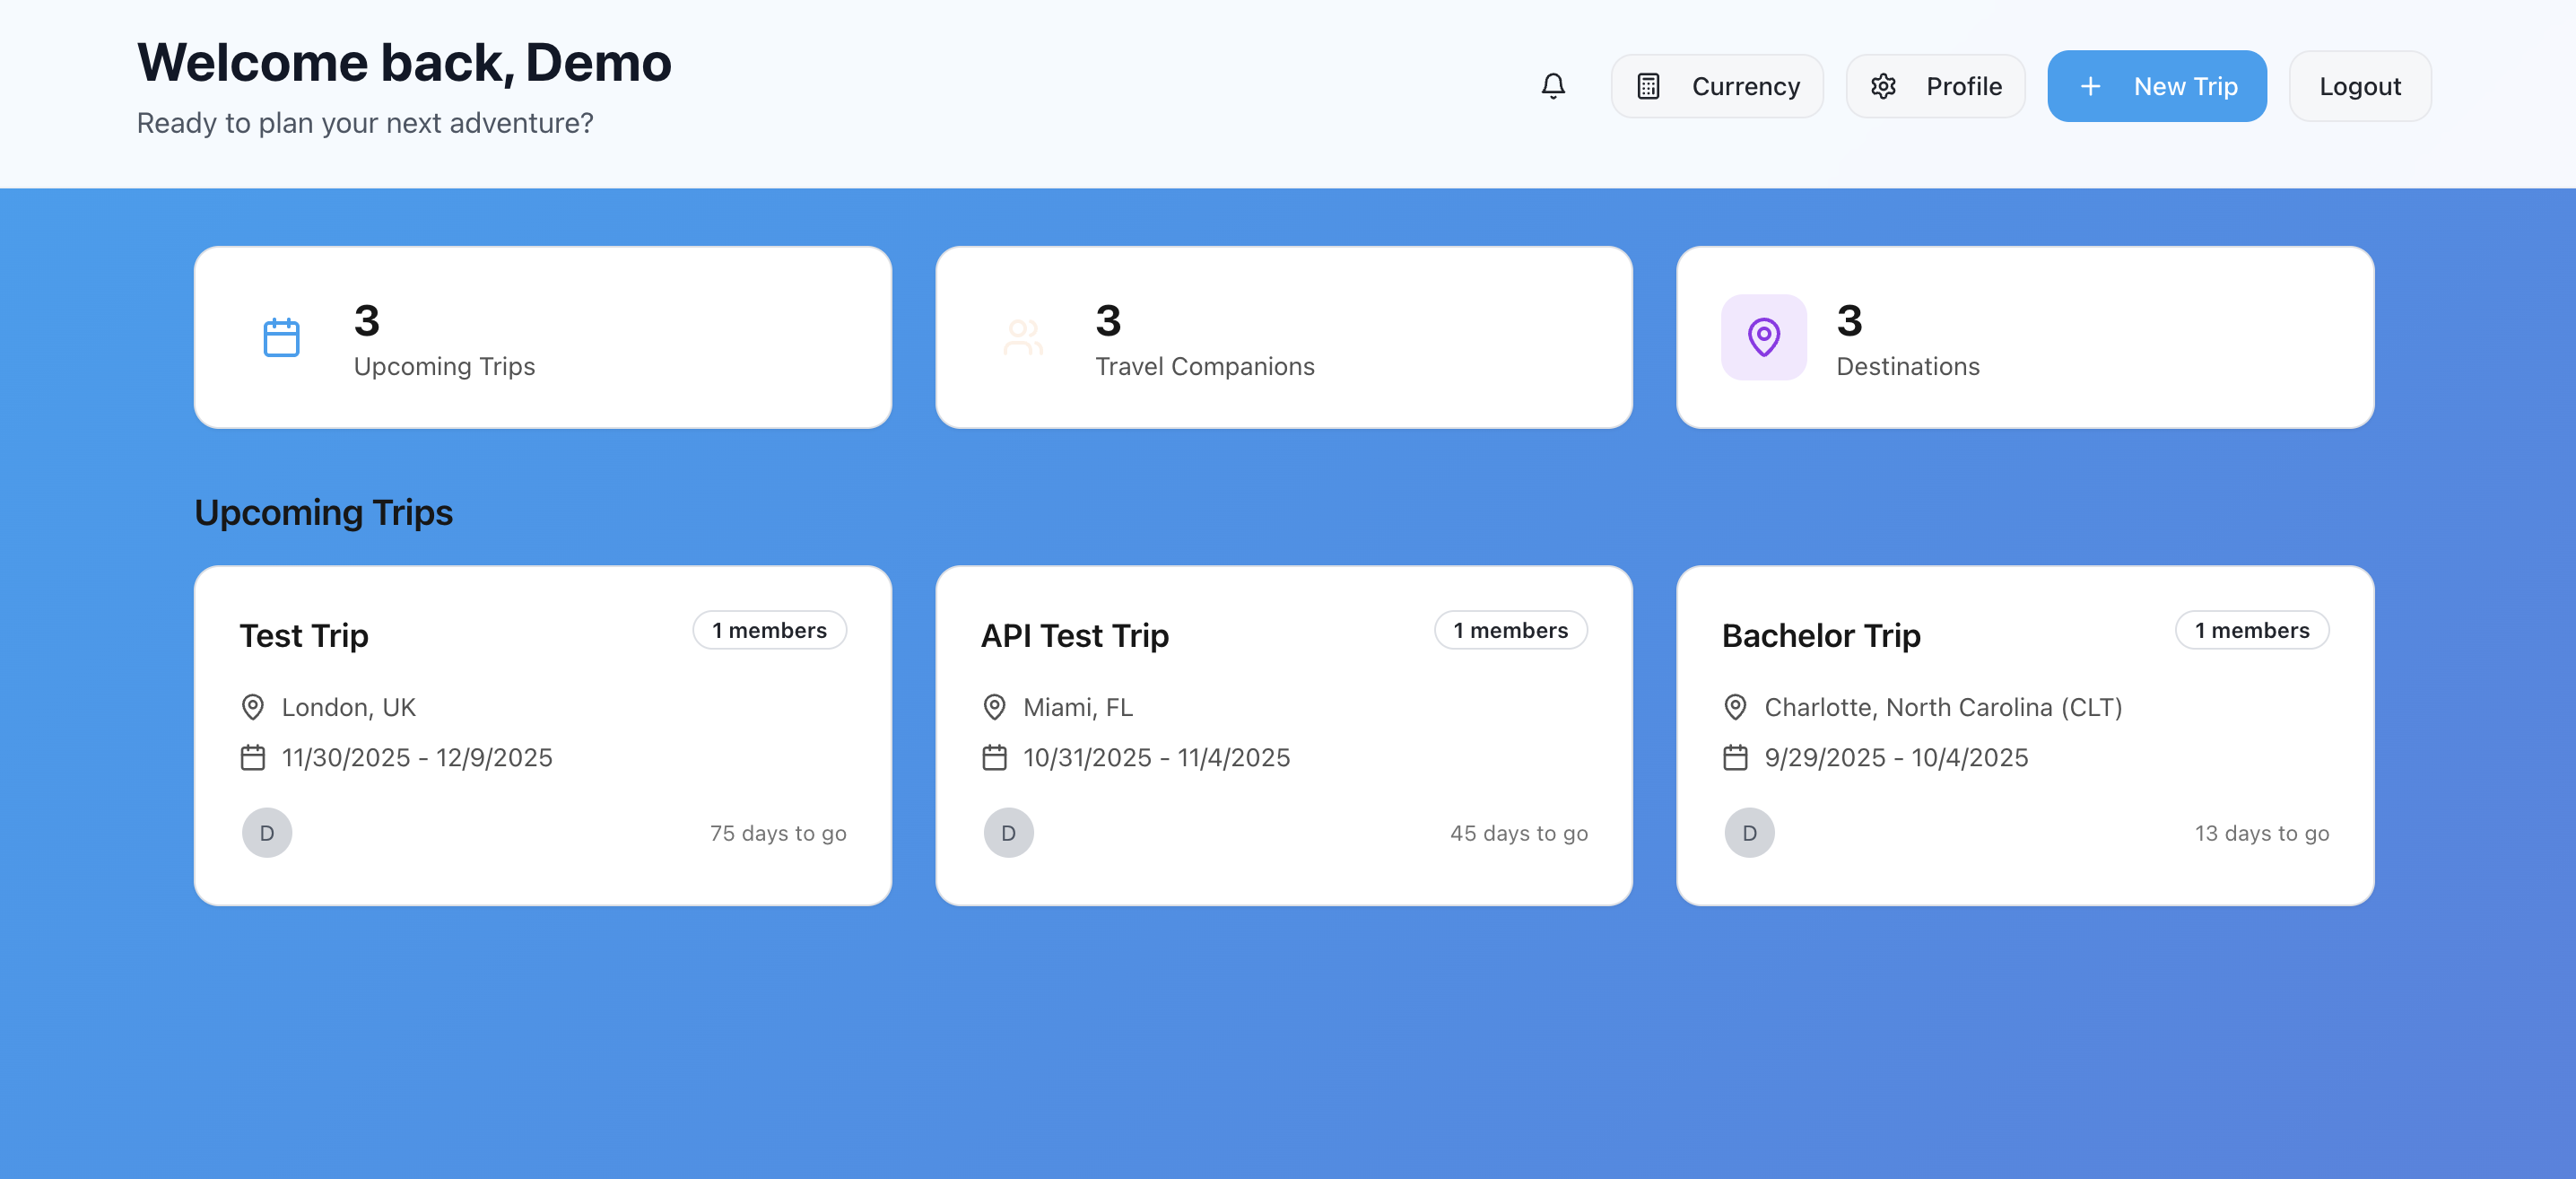 Welcome back, Demo
Ready to plan your next adventure?
Currency
Profile
New Trip
Logout
3
Upcoming Trips
3
Travel Companions
3
Destinations
Upcoming Trips
Test Trip
1 members
London, UK
11/30/2025 - 12/9/2025
D
75 days to go
API Test Trip
1 members
Miami, FL
10/31/2025 - 11/4/2025
D
45 days to go
Bachelor Trip
1 members
Charlotte, North Carolina (CLT)
9/29/2025 - 10/4/2025
D
13 days to go